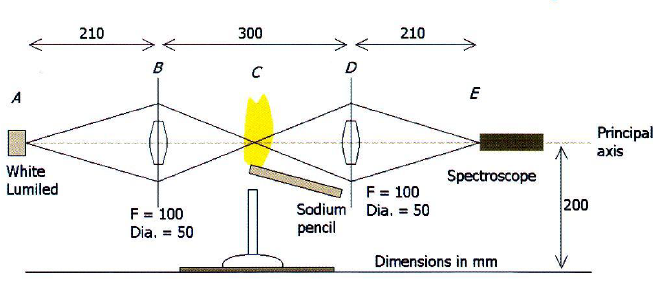 210
300
210
A
B
C
D
E
White
Lumiled
F = 100
Dia. = 50
Sodium
pencil
F = 100
Dia. = 50
Spectroscope
Principal
axis
200
Dimensions in mm